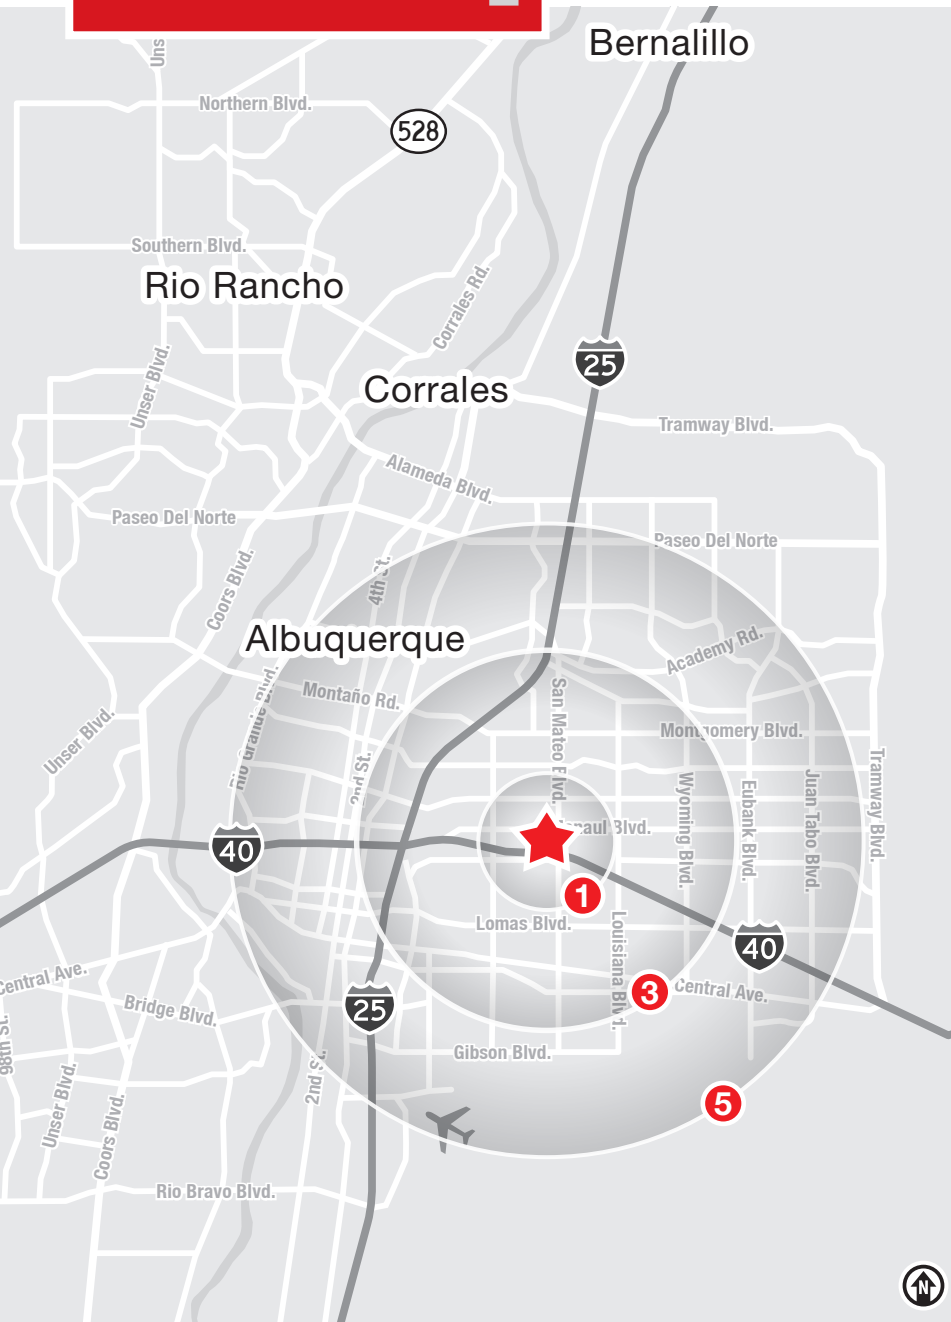 Bernalillo
Uns
Northern Blvd.
528
Southern Blvd.
Rio Rancho
Corrales Rd.
25
Unser Blvd.
Corrales
Tramway Blvd.
Alameda Blvd.
Paseo Del Norte
Paseo Del Norte
Coors Blvd.
4th St.
Albuquerque
Academy Rd.
Montaño Rd.
Rio Grande Blvd.
San Mateo Blvd.
Unser Blvd.
Montgomery Blvd.
2nd St.
Wyoming Blvd.
Eubank Blvd.
Juan Tabo Blvd.
Tramway Blvd.
enaul Blvd.
40
1
Lomas Blvd.
Louisiana Blvd.
40
Central Ave.
3
Central Ave.
Bridge Blvd.
25
98th St.
Gibson Blvd.
2nd St.
Unser Blvd.
Coors Blvd.
5
Rio Bravo Blvd.
N